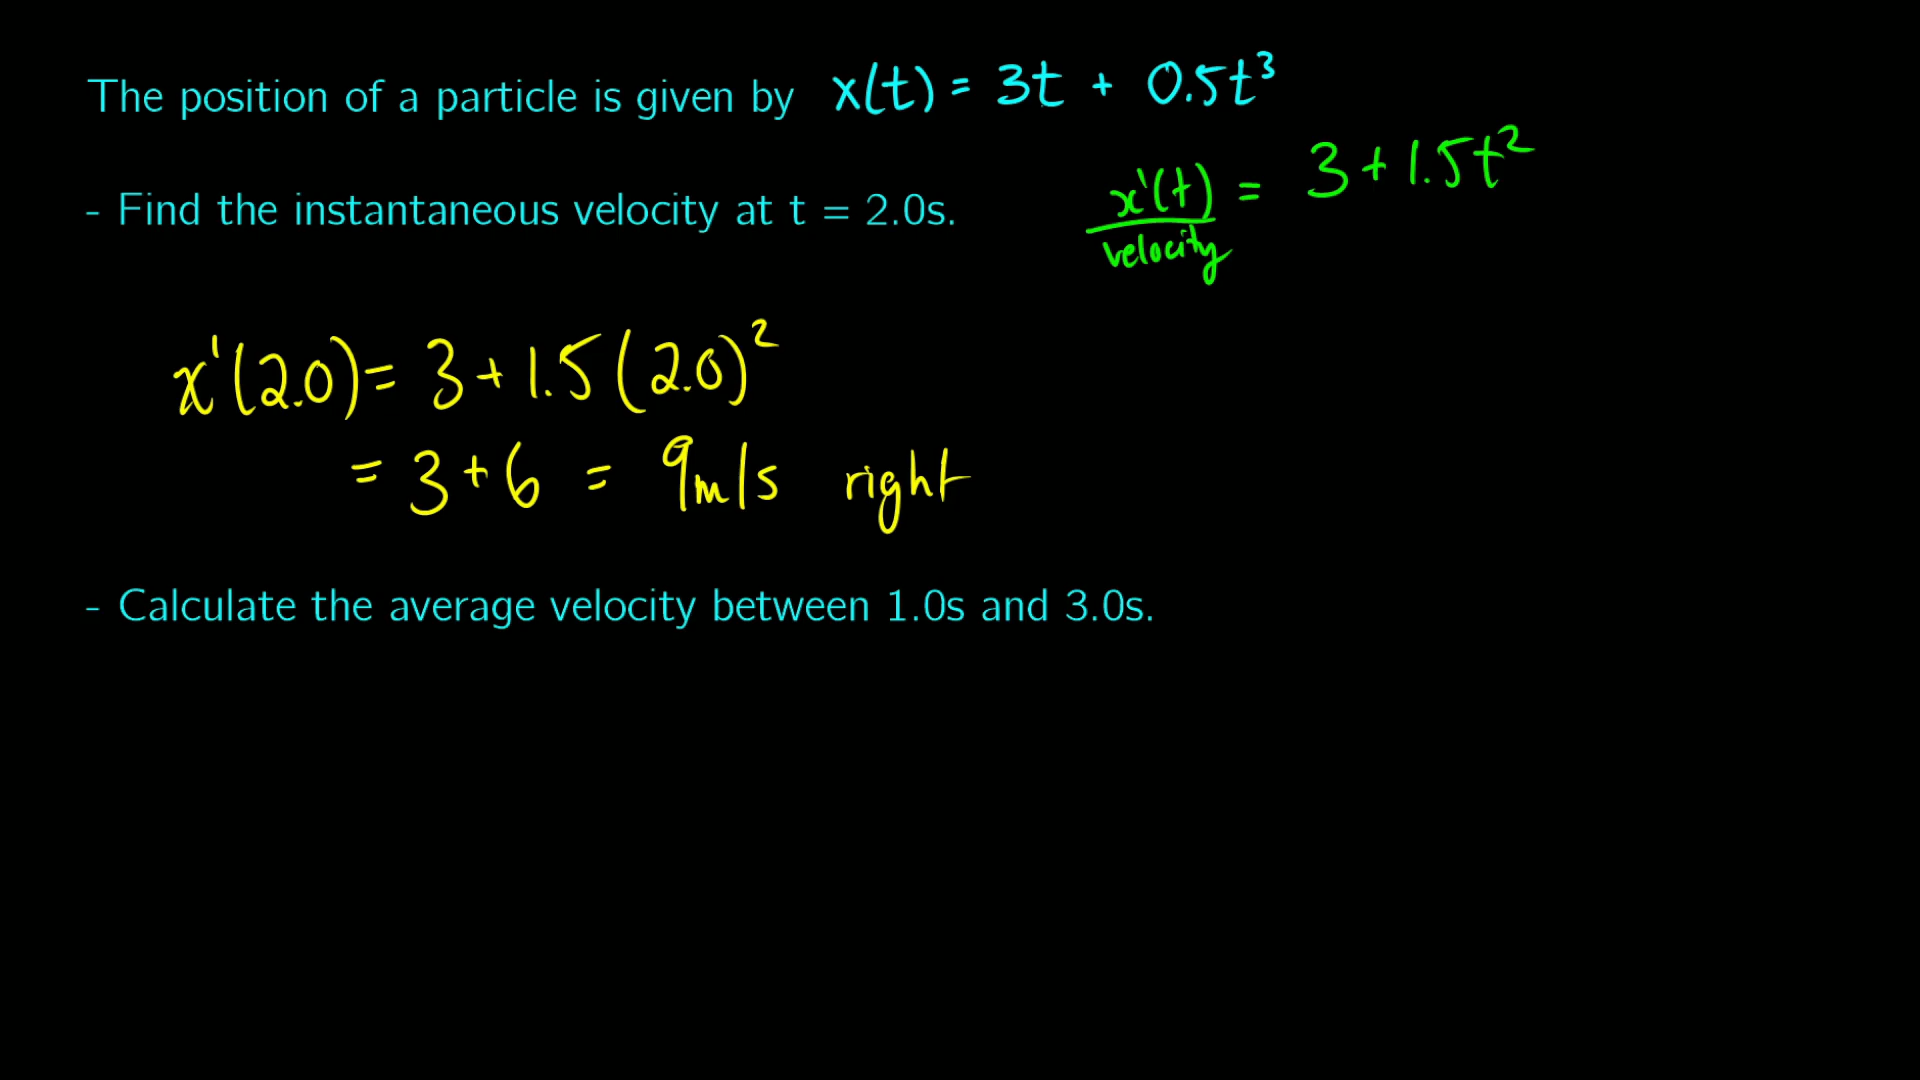 The position of a particle is given by x(t) = 3t + 0.5t³
x'(t) = 3 + 1.5t²
velocity
- Find the instantaneous velocity at t = 2.0s.
x'(2.0) = 3 + 1.5 (2.0)²
= 3 + 6 = 9m/s right
- Calculate the average velocity between 1.0s and 3.0s.